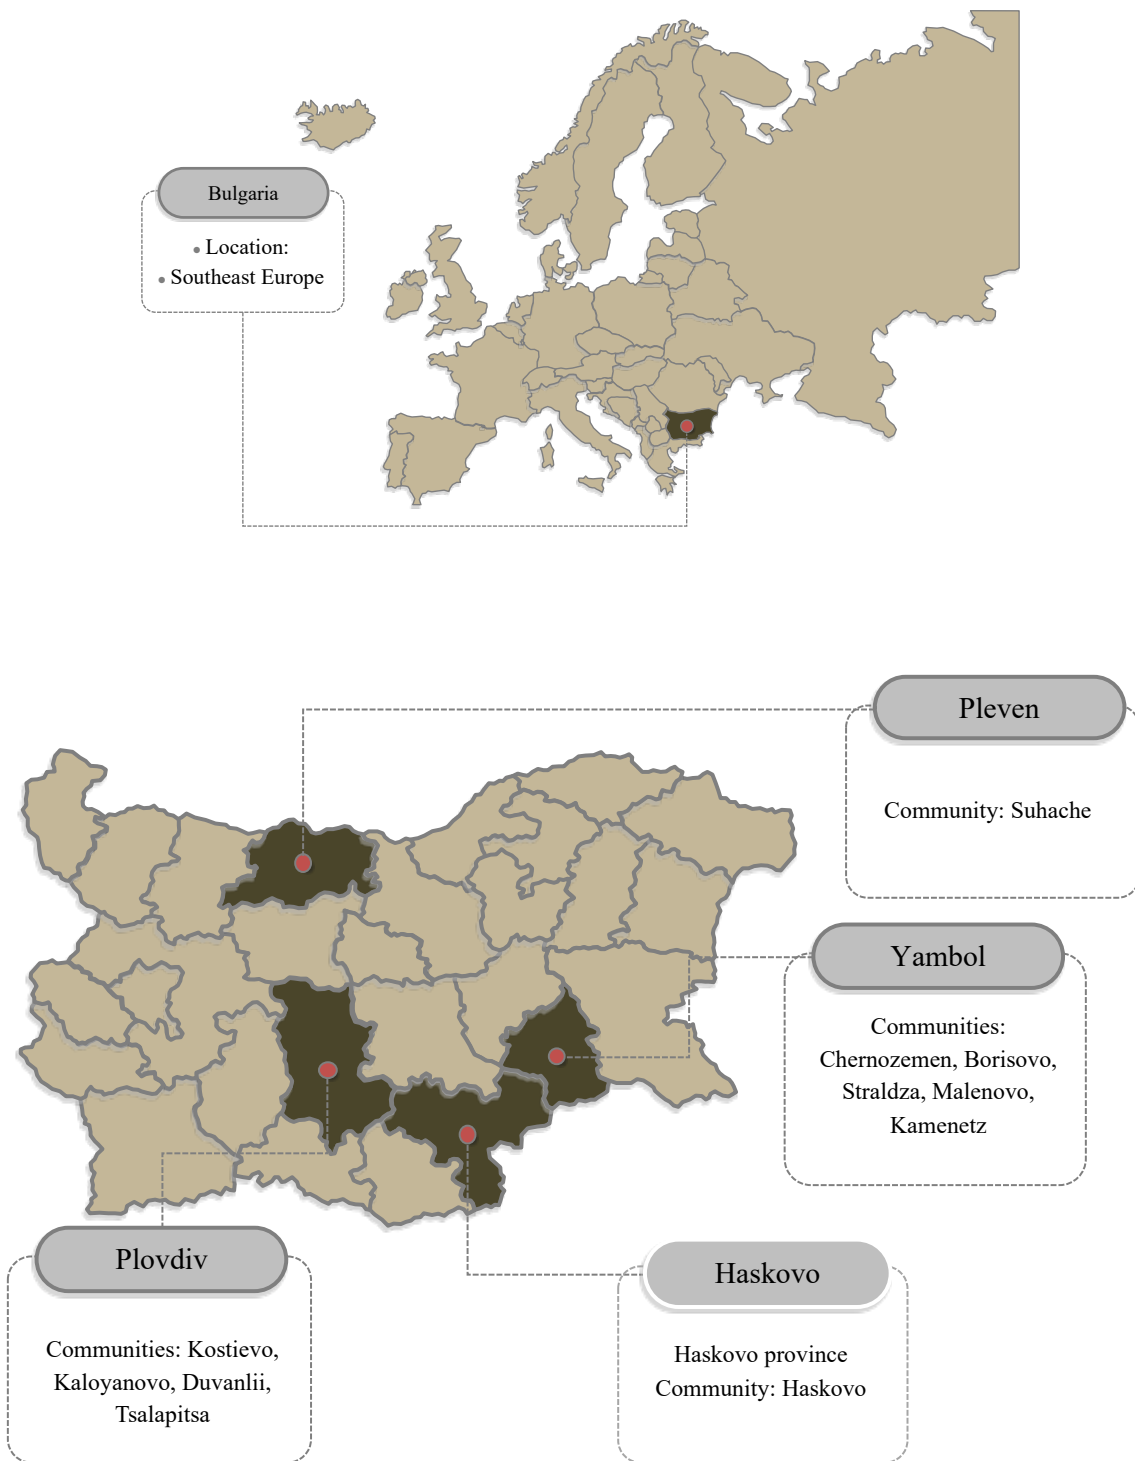 Bulgaria
• Location:
• Southeast Europe
Pleven
Community: Suhache
Yambol
Communities:
Chernozemen, Borisovo,
Straldza, Malenovo,
Kamenetz
Plovdiv
Communities: Kostievo,
Kaloyanovo, Duvanlii,
Tsalapitsa
Haskovo
Haskovo province
Community: Haskovo